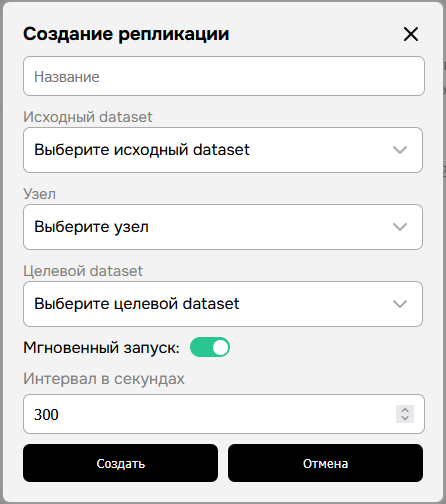 Создание репликации
Название
Исходный dataset
Выберите исходный dataset
Узел
Выберите узел
Целевой dataset
Выберите целевой dataset
Мгновенный запуск:
Интервал в секундах
300
Создать
Отмена